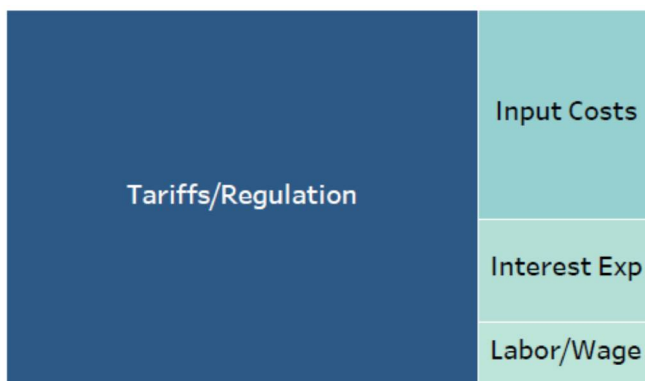 Tariffs/Regulation
Input Costs
Interest Exp
Labor/Wage